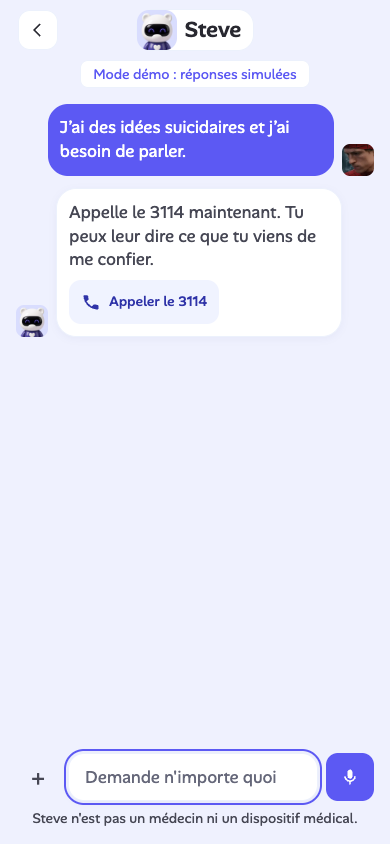 Steve
Mode démo : réponses simulées
J'ai des idées suicidaires et j'ai
besoin de parler.
Appelle le 3114 maintenant. Tu
peux leur dire ce que tu viens de
me confier.
Appeler le 3114
Demande n'importe quoi
Steve n'est pas un médecin ni un dispositif médical.